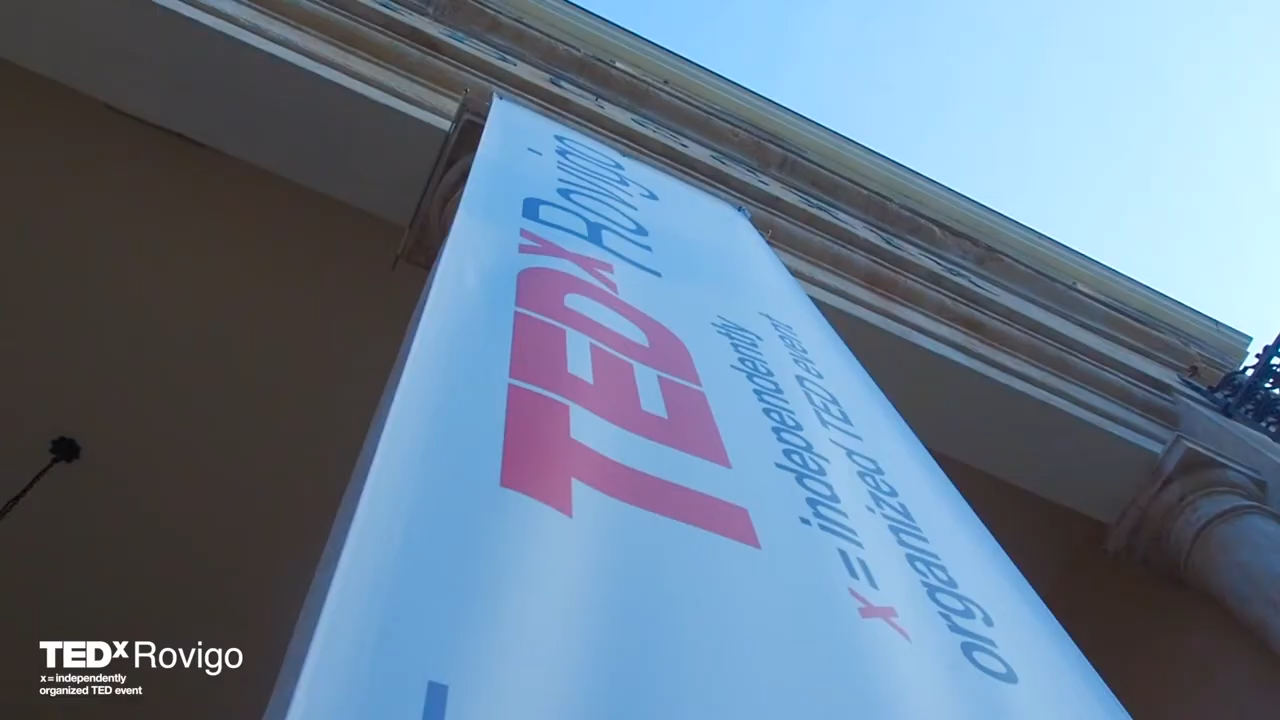 TEDxRovigo
x = independently
organized TED event
TEDxRovigo
x = independently
organized TED event